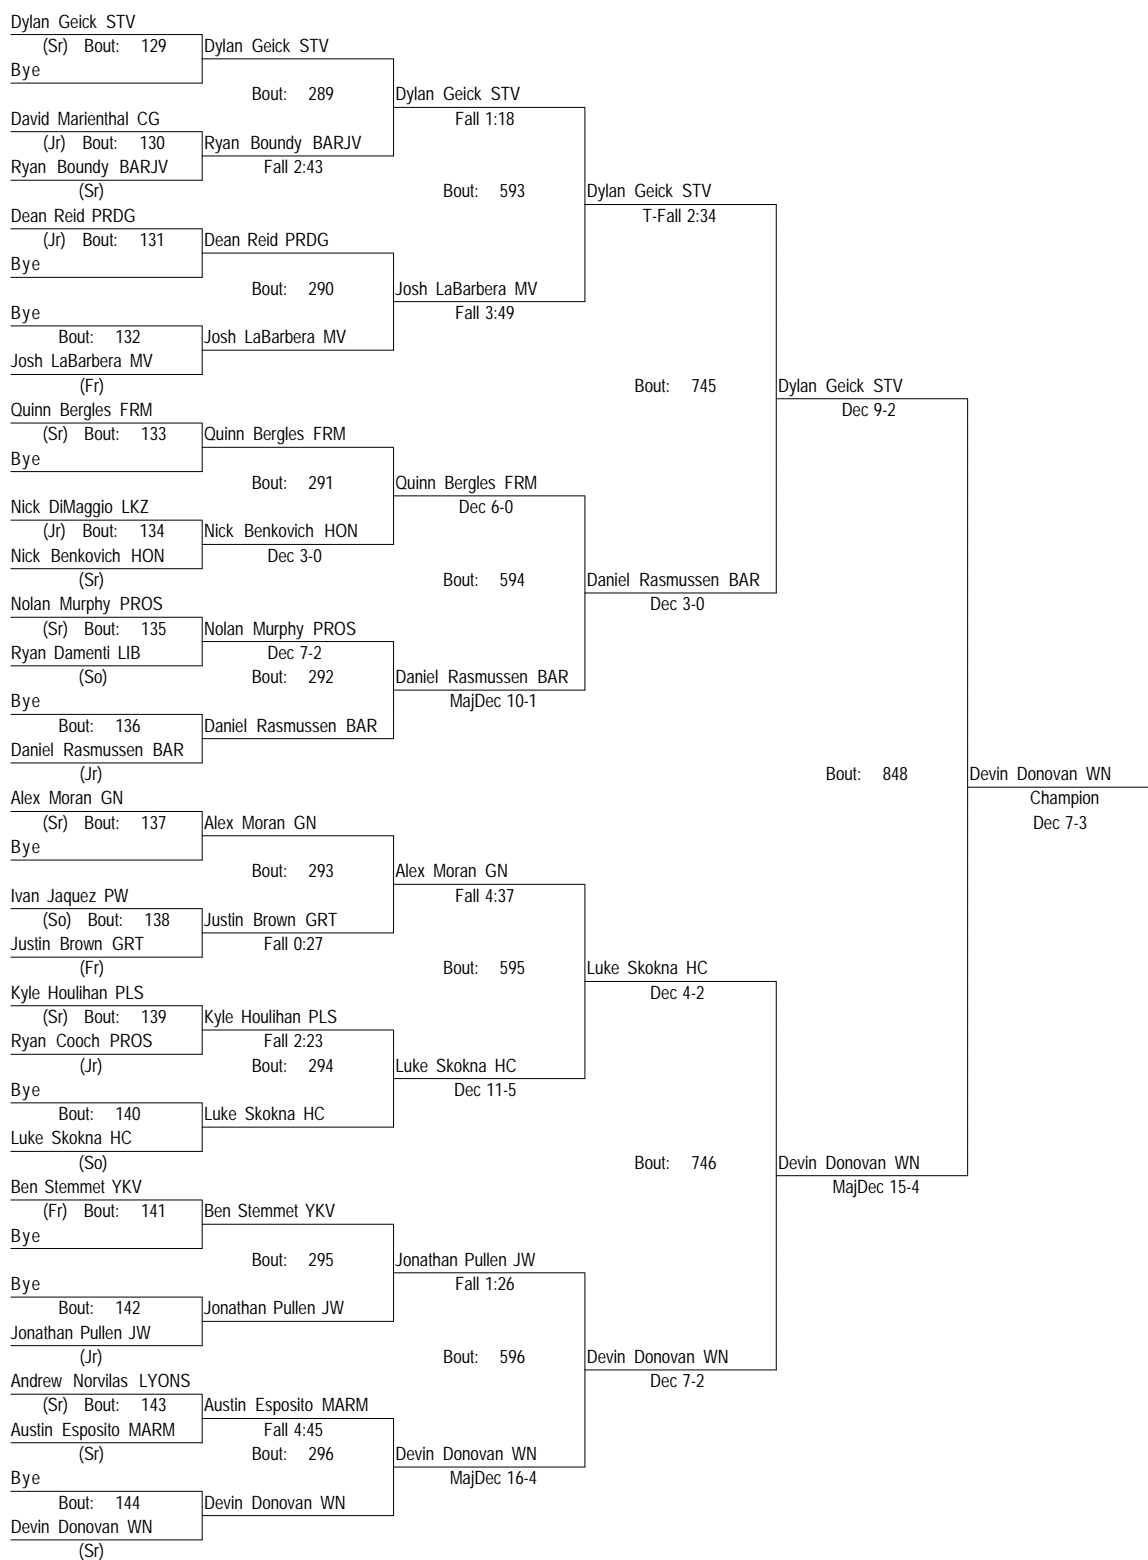 Dylan Geick STV
(Sr) Bout: 129 Dylan Geick STV
Bye
Bout: 289 Dylan Geick STV
David Marienthal CG Fall 1:18
(Jr) Bout: 130 Ryan Boundy BARJV
Ryan Boundy BARJV Fall 2:43
(Sr) Bout: 593 Dylan Geick STV
Dean Reid PRDG T-Fall 2:34
(Jr) Bout: 131 Dean Reid PRDG
Bye
Bout: 290 Josh LaBarbera MV
Bye Fall 3:49
Bout: 132 Josh LaBarbera MV
Josh LaBarbera MV
(Fr) Bout: 745 Dylan Geick STV
Quinn Bergles FRM Dec 9-2
(Sr) Bout: 133 Quinn Bergles FRM
Bye
Bout: 291 Quinn Bergles FRM
Nick DiMaggio LKZ Dec 6-0
(Jr) Bout: 134 Nick Benkovich HON
Nick Benkovich HON Dec 3-0
(Sr) Bout: 594 Daniel Rasmussen BAR
Nolan Murphy PROS Dec 3-0
(Sr) Bout: 135 Nolan Murphy PROS
Ryan Damenti LIB Dec 7-2
(So) Bout: 292 Daniel Rasmussen BAR
Bye MajDec 10-1
Bout: 136 Daniel Rasmussen BAR
Daniel Rasmussen BAR
(Jr) Bout: 848 Devin Donovan WN
Alex Moran GN Champion
(Sr) Bout: 137 Alex Moran GN Dec 7-3
Bye
Bout: 293 Alex Moran GN
Ivan Jaquez PW Fall 4:37
(So) Bout: 138 Justin Brown GRT
Justin Brown GRT Fall 0:27
(Fr) Bout: 595 Luke Skokna HC
Kyle Houlihan PLS Dec 4-2
(Sr) Bout: 139 Kyle Houlihan PLS
Ryan Cooch PROS Fall 2:23
(Jr) Bout: 294 Luke Skokna HC
Bye Dec 11-5
Bout: 140 Luke Skokna HC
Luke Skokna HC
(So) Bout: 746 Devin Donovan WN
Ben Stemmet YKV MajDec 15-4
(Fr) Bout: 141 Ben Stemmet YKV
Bye
Bout: 295 Jonathan Pullen JW
Bye Fall 1:26
Bout: 142 Jonathan Pullen JW
Jonathan Pullen JW
(Jr) Bout: 596 Devin Donovan WN
Andrew Norvilas LYONS Dec 7-2
(Sr) Bout: 143 Austin Esposito MARM
Austin Esposito MARM Fall 4:45
(Sr) Bout: 296 Devin Donovan WN
Bye MajDec 16-4
Bout: 144 Devin Donovan WN
Devin Donovan WN
(Sr)